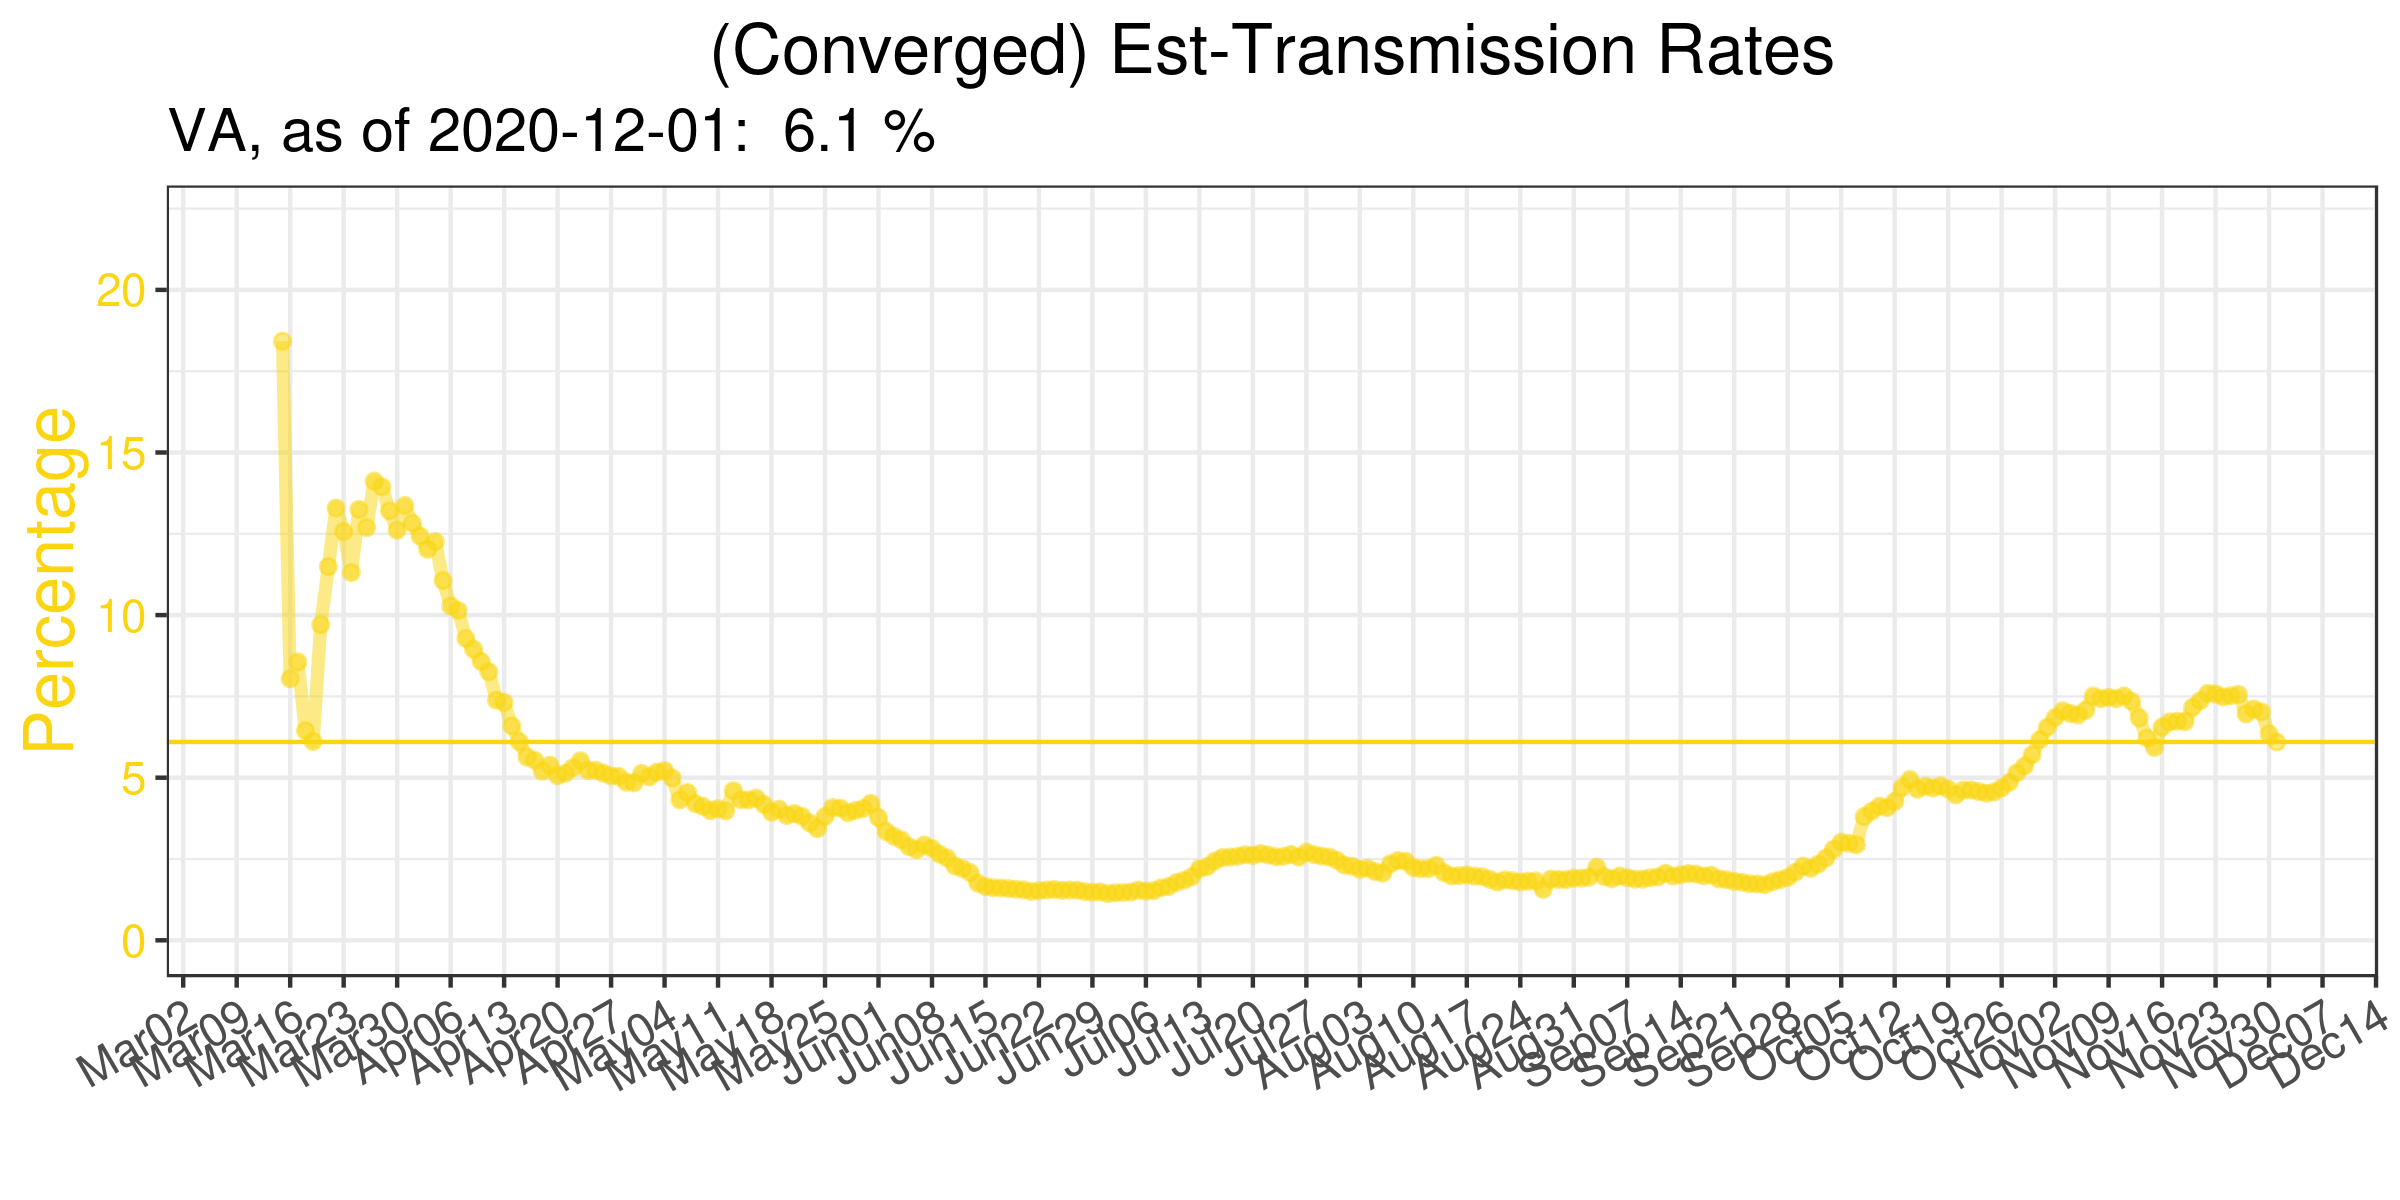 (Converged) Est-Transmission Rates
VA, as of 2020-12-01:  6.1 %
Percentage
20
15
10
5
0
Mar02
Mar09
Mar16
Mar23
Mar30
Apr06
Apr13
Apr20
Apr27
May04
May11
May18
May25
Jun01
Jun08
Jun15
Jun22
Jun29
Jul06
Jul13
Jul20
Jul27
Aug03
Aug10
Aug17
Aug24
Aug31
Sep07
Sep14
Sep21
Sep28
Oct05
Oct12
Oct19
Oct26
Nov02
Nov09
Nov16
Nov23
Nov30
Dec07
Dec14